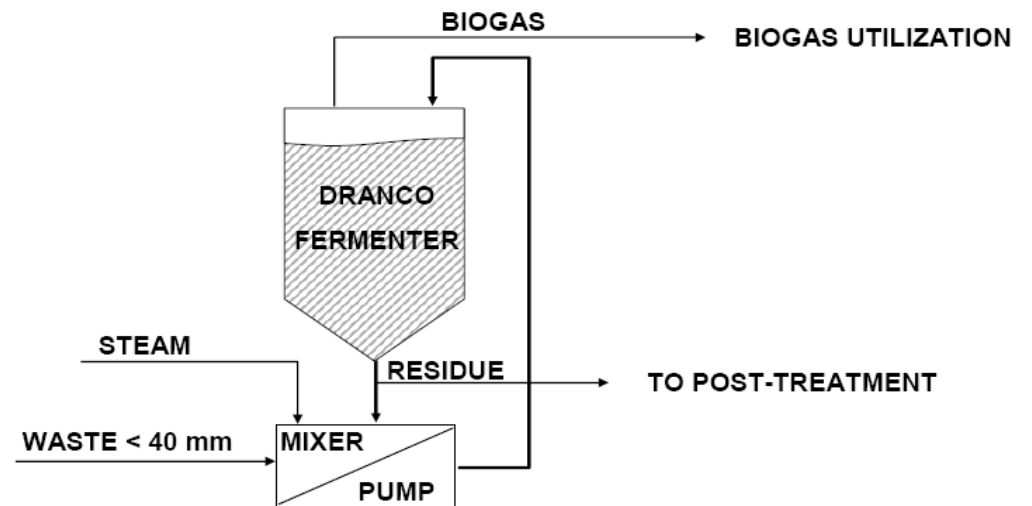 BIOGAS
BIOGAS UTILIZATION
DRANCO
FERMENTER
STEAM
RESIDUE
TO POST-TREATMENT
WASTE < 40 mm
MIXER
PUMP